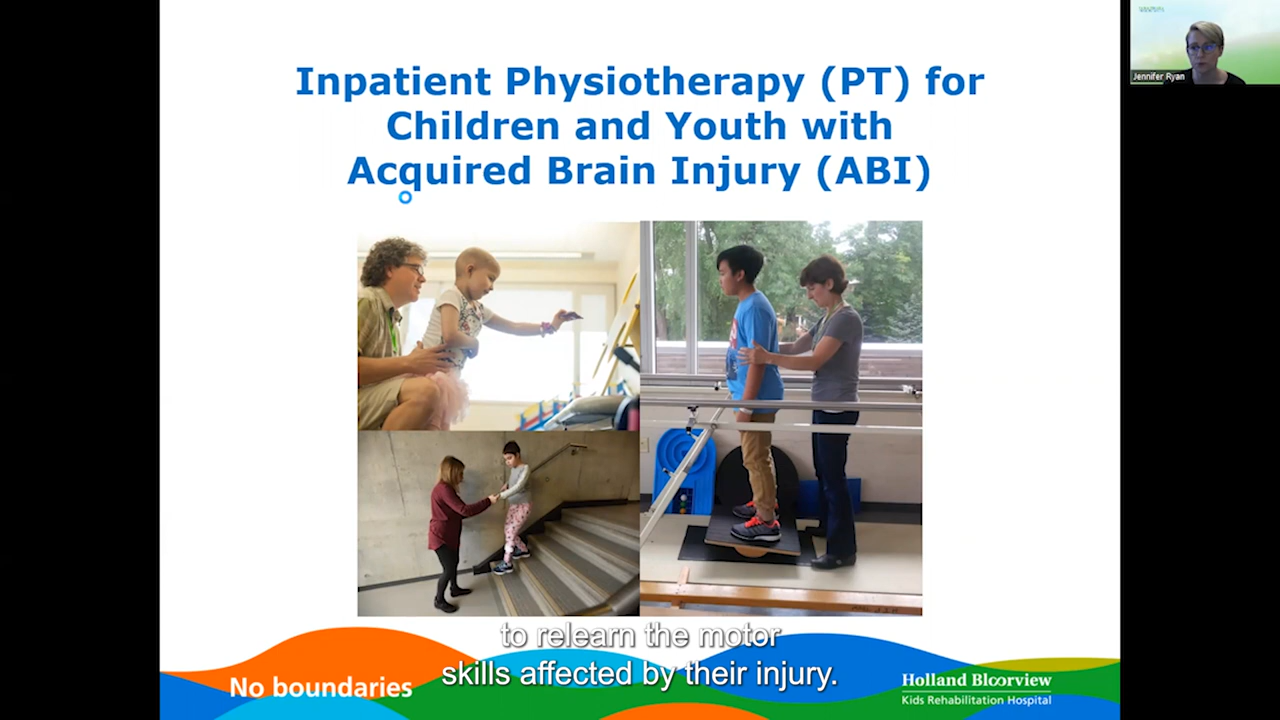 Inpatient Physiotherapy (PT) for
Children and Youth with
Acquired Brain Injury (ABI)
Jennifer Ryan
to relearn the motor
skills affected by their injury.
No boundaries
Holland Bloorview
Kids Rehabilitation Hospital